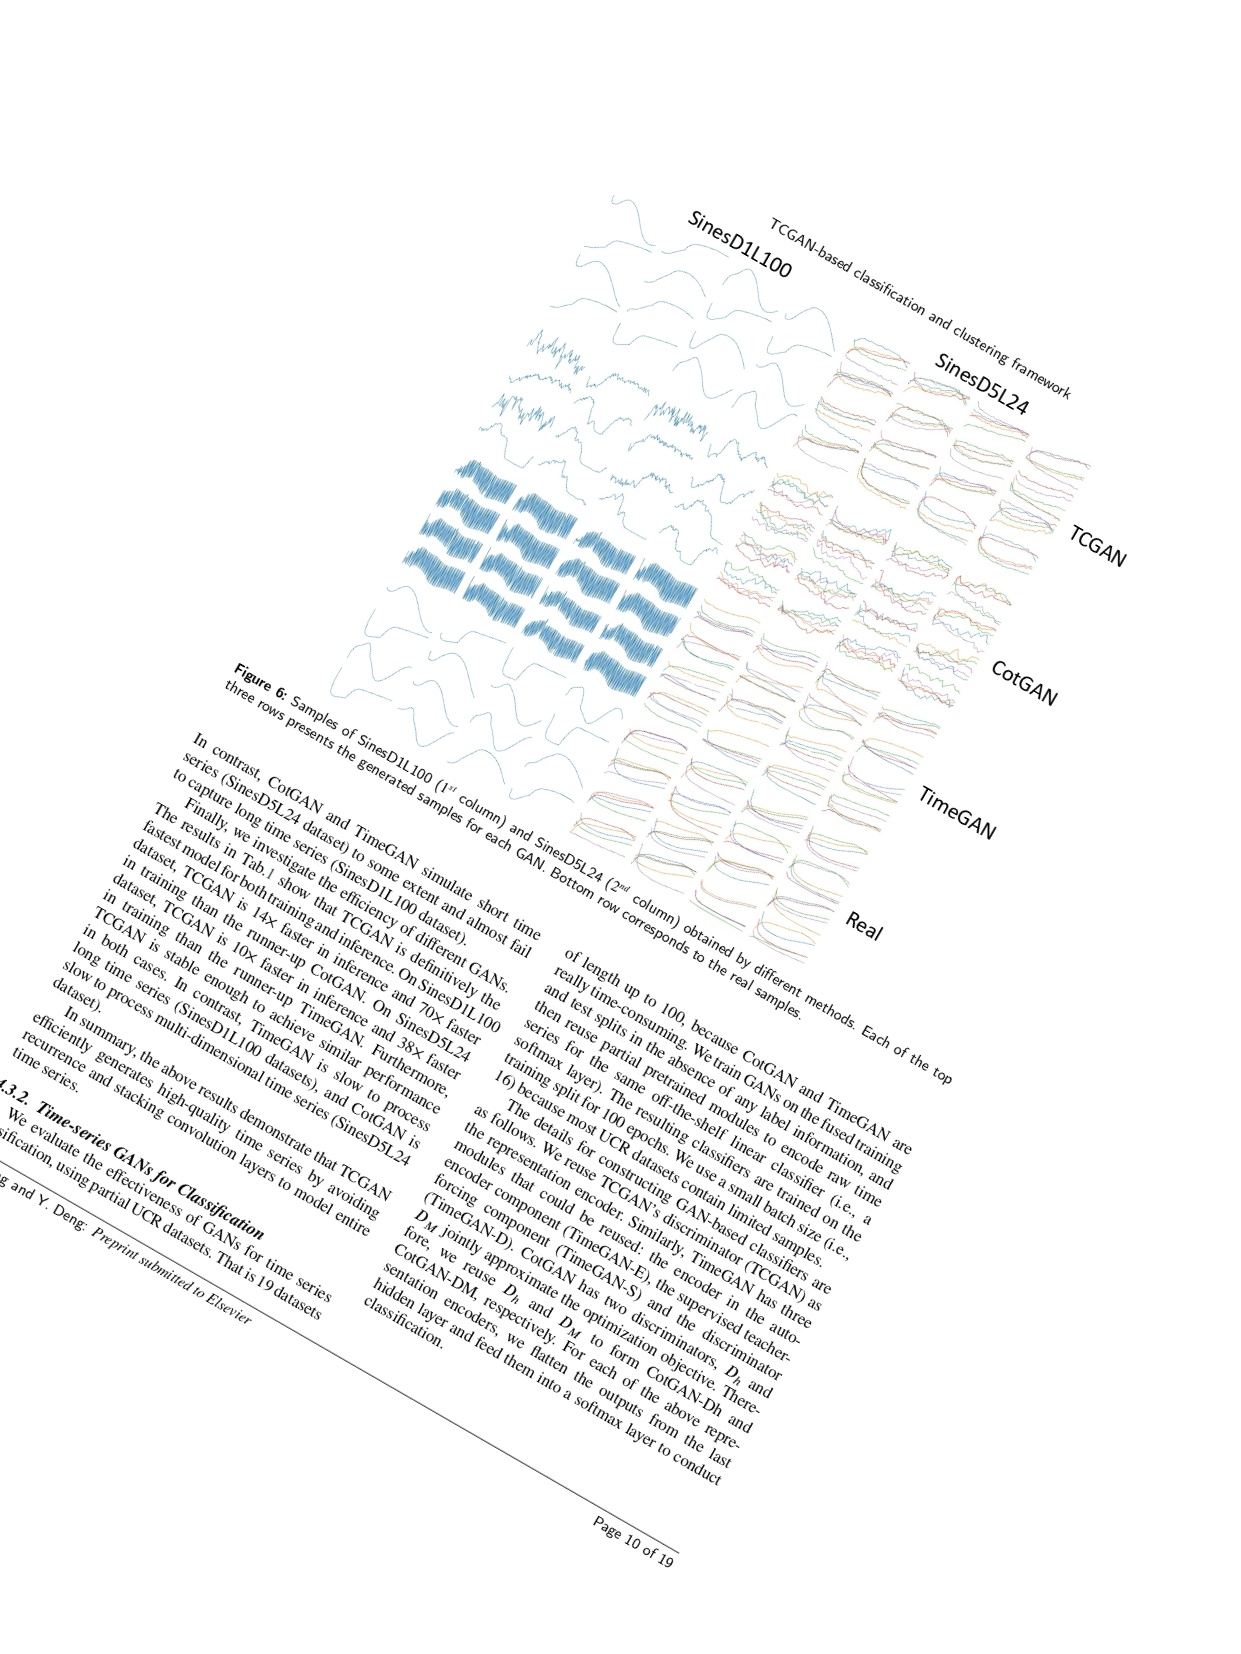 TCGAN-based classification and clustering framework
SinesD1L100
SinesD5L24
TCGAN
CotGAN
TimeGAN
Real
Figure 6: Samples of SinesD1L100 (1st column) and SinesD5L24 (2nd column) obtained by different methods. Each of the top
three rows presents the generated samples for each GAN. Bottom row corresponds to the real samples.
In contrast, CotGAN and TimeGAN simulate short time
series (SinesD5L24 dataset) to some extent and almost fail
to capture long time series (SinesD1L100 dataset).
Finally, we investigate the efficiency of different GANs.
The results in Tab.1 show that TCGAN is definitively the
fastest model for both training and inference. On SinesD1L100
dataset, TCGAN is 14× faster in inference and 70× faster
in training than the runner-up CotGAN. On SinesD5L24
dataset, TCGAN is 10× faster in inference and 38× faster
in training than the runner-up TimeGAN. Furthermore,
TCGAN is stable enough to achieve similar performance
in both cases. In contrast, TimeGAN is slow to process
long time series (SinesD1L100 datasets), and CotGAN is
slow to process multi-dimensional time series (SinesD5L24
dataset).
In summary, the above results demonstrate that TCGAN
efficiently generates high-quality time series by avoiding
recurrence and stacking convolution layers to model entire
time series.
4.3.2. Time-series GANs for Classification
We evaluate the effectiveness of GANs for time series
sification, using partial UCR datasets. That is 19 datasets
of length up to 100, because CotGAN and TimeGAN are
really time-consuming. We train GANs on the fused training
and test splits in the absence of any label information, and
then reuse partial pretrained modules to encode raw time
series for the same off-the-shelf linear classifier (i.e., a
softmax layer). The resulting classifiers are trained on the
training split for 100 epochs. We use a small batch size (i.e.,
16) because most UCR datasets contain limited samples.
The details for constructing GAN-based classifiers are
as follows. We reuse TCGAN's discriminator (TCGAN) as
the representation encoder. Similarly, TimeGAN has three
modules that could be reused: the encoder in the auto-
encoder component (TimeGAN-E), the supervised teacher-
forcing component (TimeGAN-S) and the discriminator
(TimeGAN-D). CotGAN has two discriminators, Dh and
DM jointly approximate the optimization objective. There-
fore, we reuse Dh and DM to form CotGAN-Dh and
CotGAN-DM, respectively. For each of the above repre-
sentation encoders, we flatten the outputs from the last
hidden layer and feed them into a softmax layer to conduct
classification.
g and Y. Deng: Preprint submitted to Elsevier
Page 10 of 19